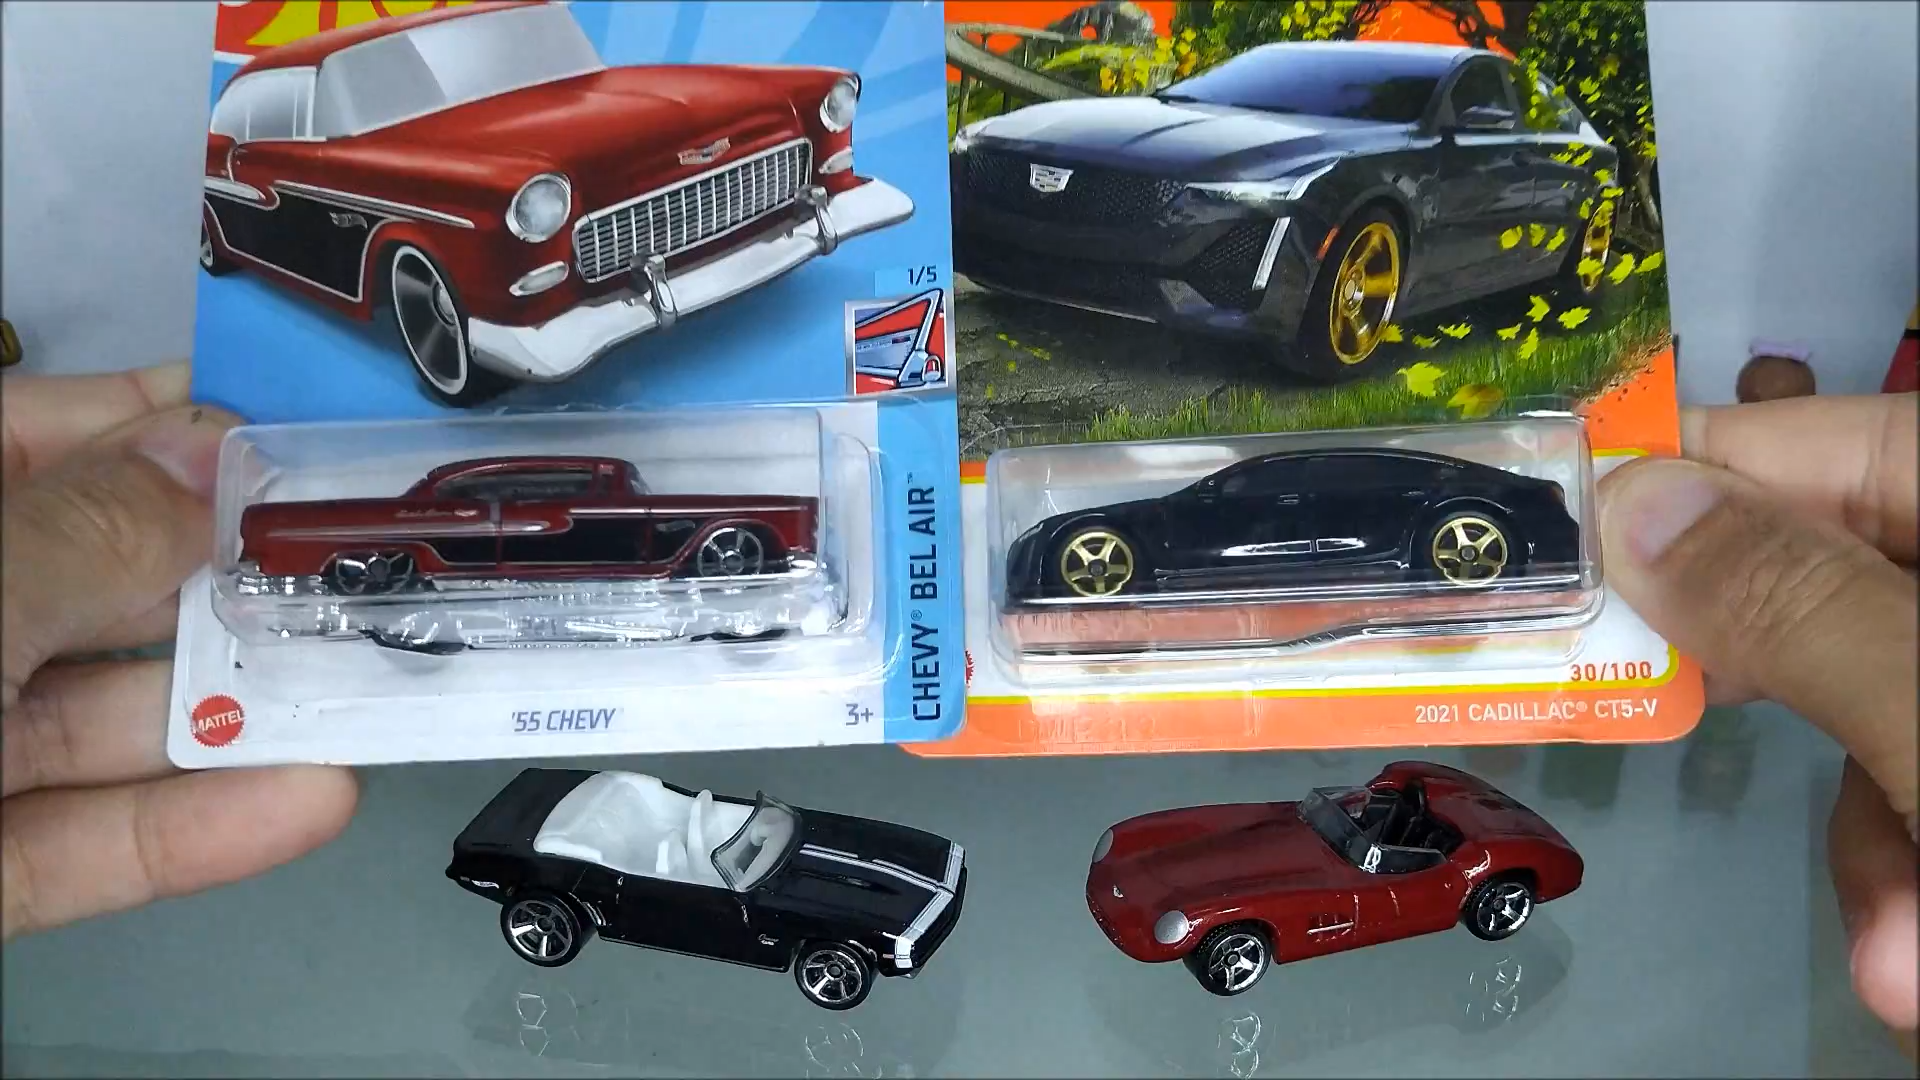 1/5
CHEVY® BEL AIR™
MATTEL
'55 CHEVY
3+
30/100
2021 CADILLAC® CT5-V